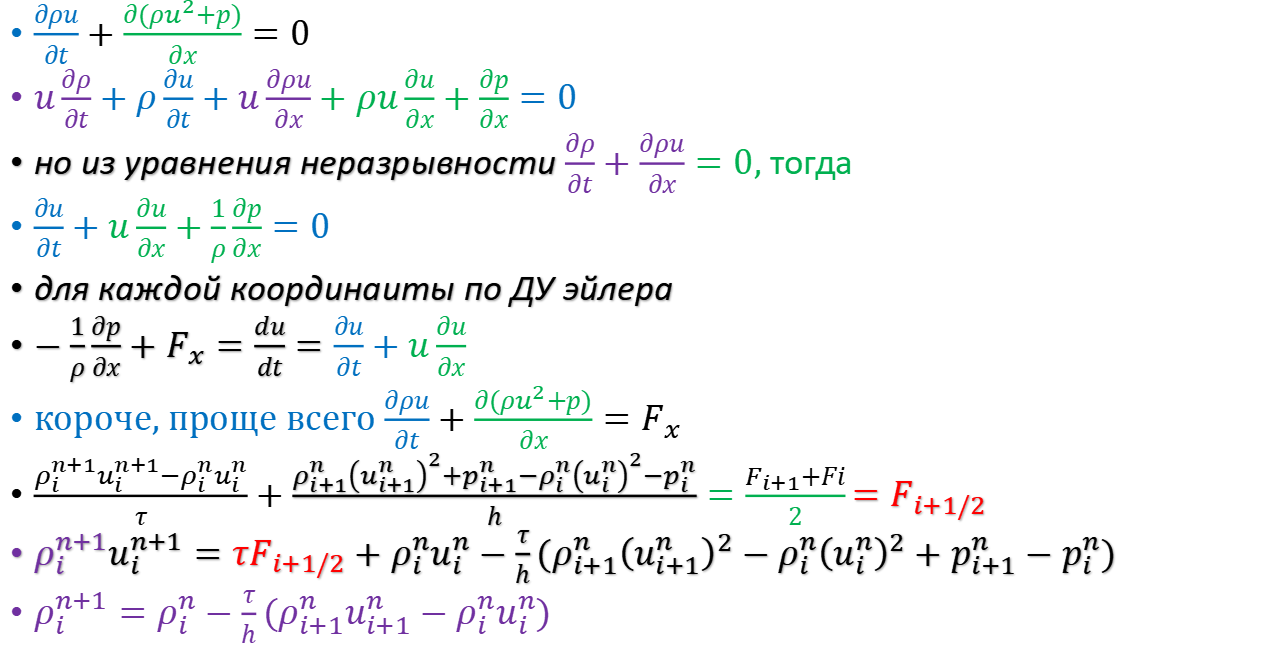 • ∂ρu/∂t + ∂(ρu²+p)/∂x = 0
• u ∂ρ/∂t + ρ ∂u/∂t + u ∂ρu/∂x + ρu ∂u/∂x + ∂p/∂x = 0
• но из уравнения неразрывности ∂ρ/∂t + ∂ρu/∂x = 0, тогда
• ∂u/∂t + u ∂u/∂x + 1/ρ ∂p/∂x = 0
• для каждой координаиты по ДУ эйлера
• − 1/ρ ∂p/∂x + F_x = du/dt = ∂u/∂t + u ∂u/∂x
• короче, проще всего ∂ρu/∂t + ∂(ρu²+p)/∂x = F_x
• (ρ_i^{n+1} u_i^{n+1} − ρ_i^n u_i^n)/τ + (ρ_{i+1}^n (u_{i+1}^n)² + p_{i+1}^n − ρ_i^n (u_i^n)² − p_i^n)/h = (F_{i+1}+Fi)/2 = F_{i+1/2}
• ρ_i^{n+1} u_i^{n+1} = τF_{i+1/2} + ρ_i^n u_i^n − τ/h (ρ_{i+1}^n (u_{i+1}^n)² − ρ_i^n (u_i^n)² + p_{i+1}^n − p_i^n)
• ρ_i^{n+1} = ρ_i^n − τ/h (ρ_{i+1}^n u_{i+1}^n − ρ_i^n u_i^n)